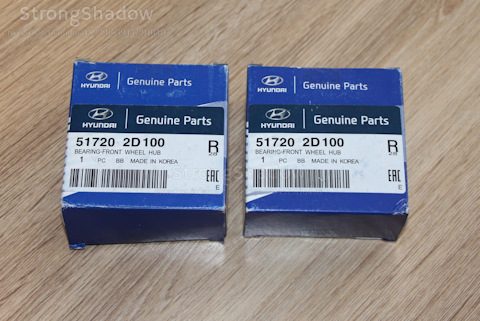 StrongShadow
HYUNDAI Genuine Parts
HYUNDAI Genuine Parts
51720 2D100
BEARING-FRONT WHEEL HUB
1 PC BB MADE IN KOREA
R
EAC
E
HYUNDAI Genuine Parts
HYUNDAI Genuine Parts
51720 2D100
BEARING-FRONT WHEEL HUB
1 PC BB MADE IN KOREA
R
EAC
E